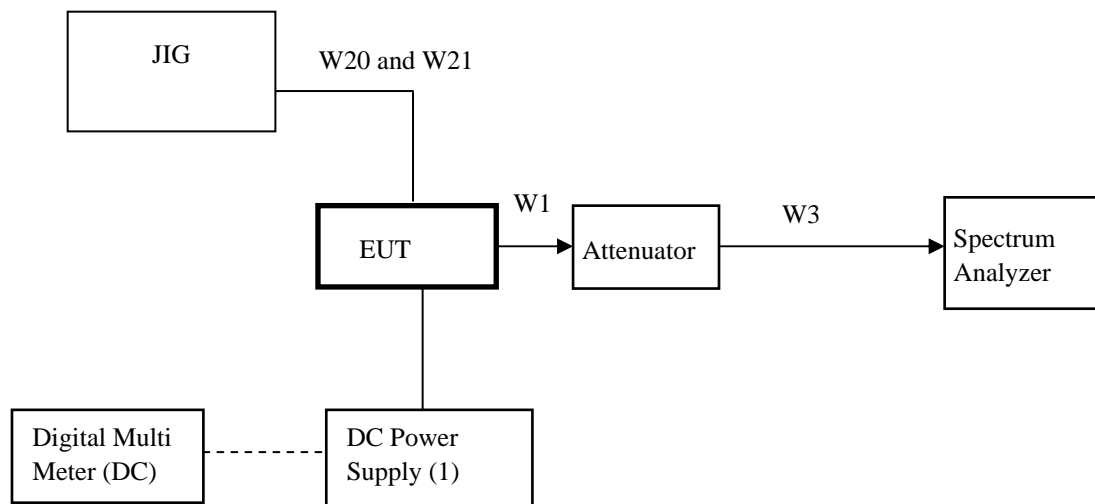 JIG
W20 and W21
W1
W3
EUT
Attenuator
Spectrum
Analyzer
Digital Multi
Meter (DC)
DC Power
Supply (1)